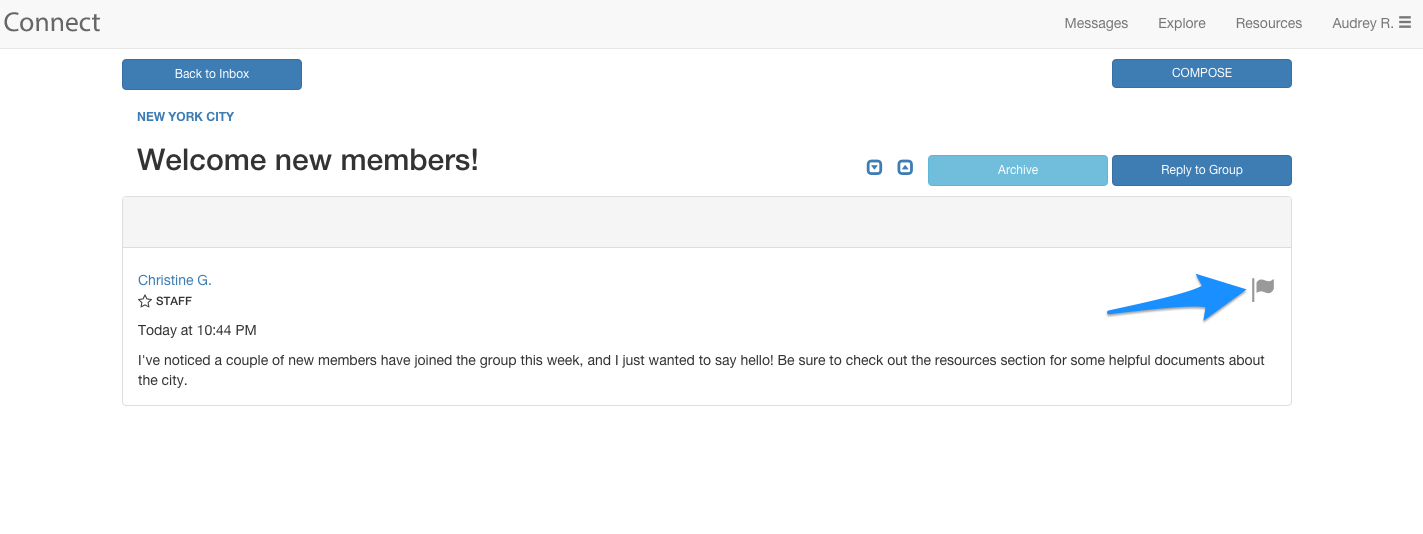 Connect
Messages Explore Resources Audrey R.
Back to Inbox
COMPOSE
NEW YORK CITY
Welcome new members!
Archive
Reply to Group
Christine G.
STAFF
Today at 10:44 PM
I've noticed a couple of new members have joined the group this week, and I just wanted to say hello! Be sure to check out the resources section for some helpful documents about
the city.